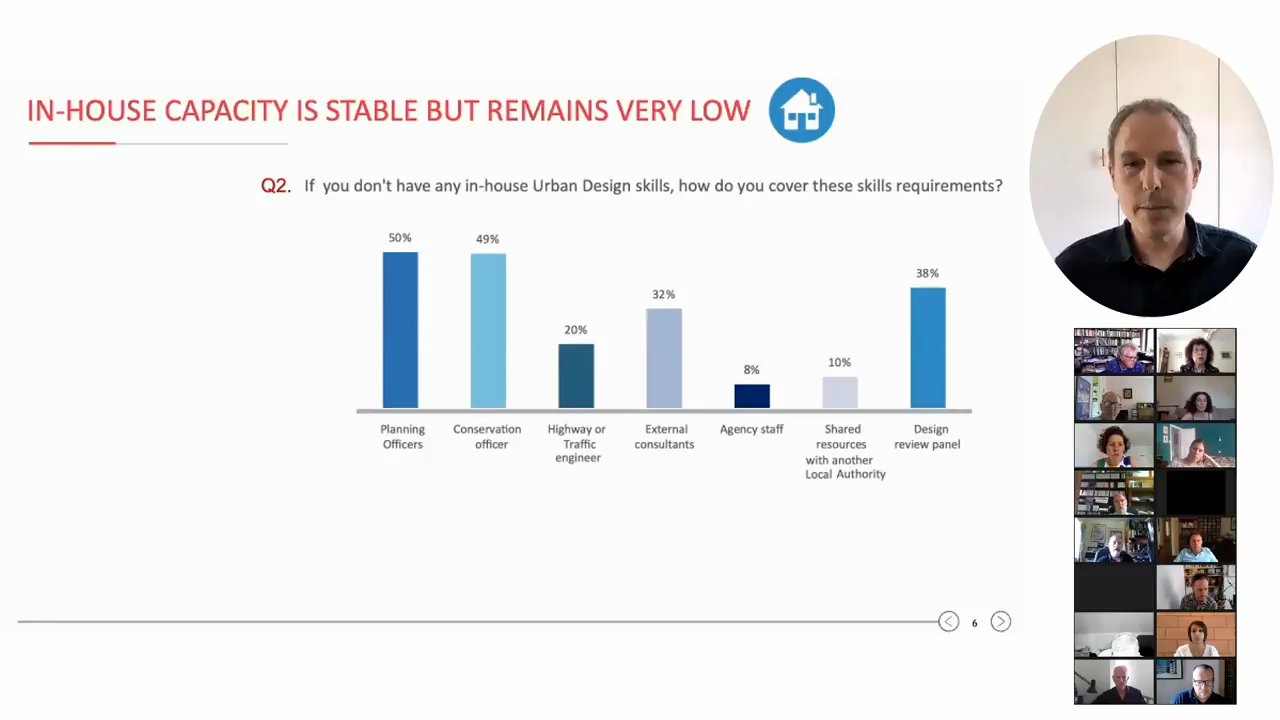 IN-HOUSE CAPACITY IS STABLE BUT REMAINS VERY LOW
Q2. If you don't have any in-house Urban Design skills, how do you cover these skills requirements?
50%
49%
20%
32%
8%
10%
38%
Planning
Officers
Conservation
officer
Highway or
Traffic
engineer
External
consultants
Agency staff
Shared
resources
with another
Local Authority
Design
review panel
6